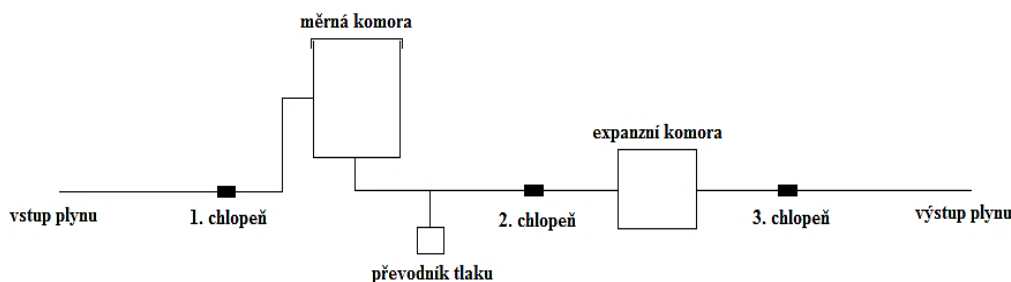 měrná komora
expanzní komora
vstup plynu
1. chlopeň
2. chlopeň
3. chlopeň
výstup plynu
převodník tlaku